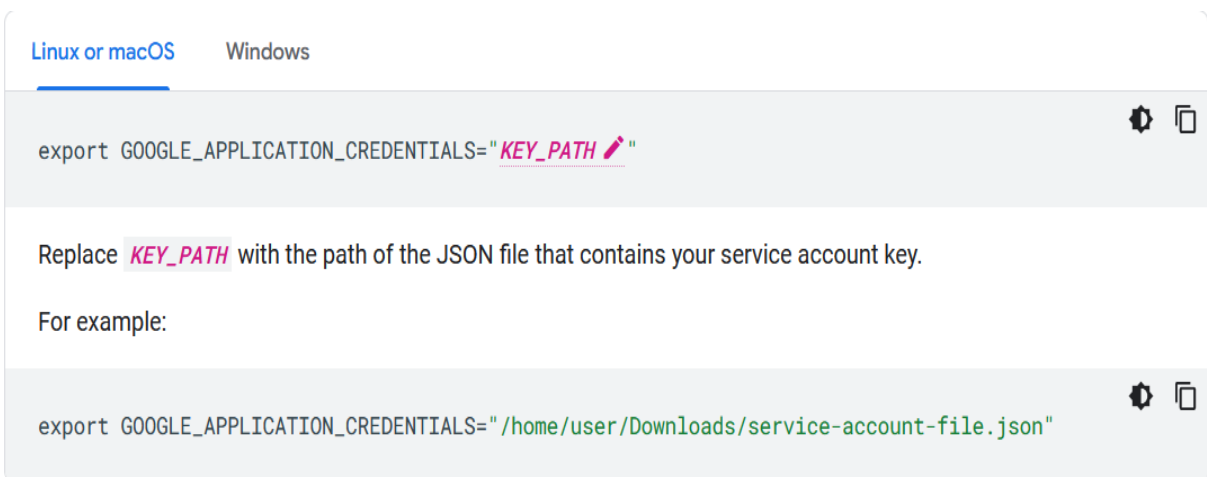 Linux or macOS
Windows
export GOOGLE_APPLICATION_CREDENTIALS="KEY_PATH"
Replace KEY_PATH with the path of the JSON file that contains your service account key.
For example:
export GOOGLE_APPLICATION_CREDENTIALS="/home/user/Downloads/service-account-file.json"